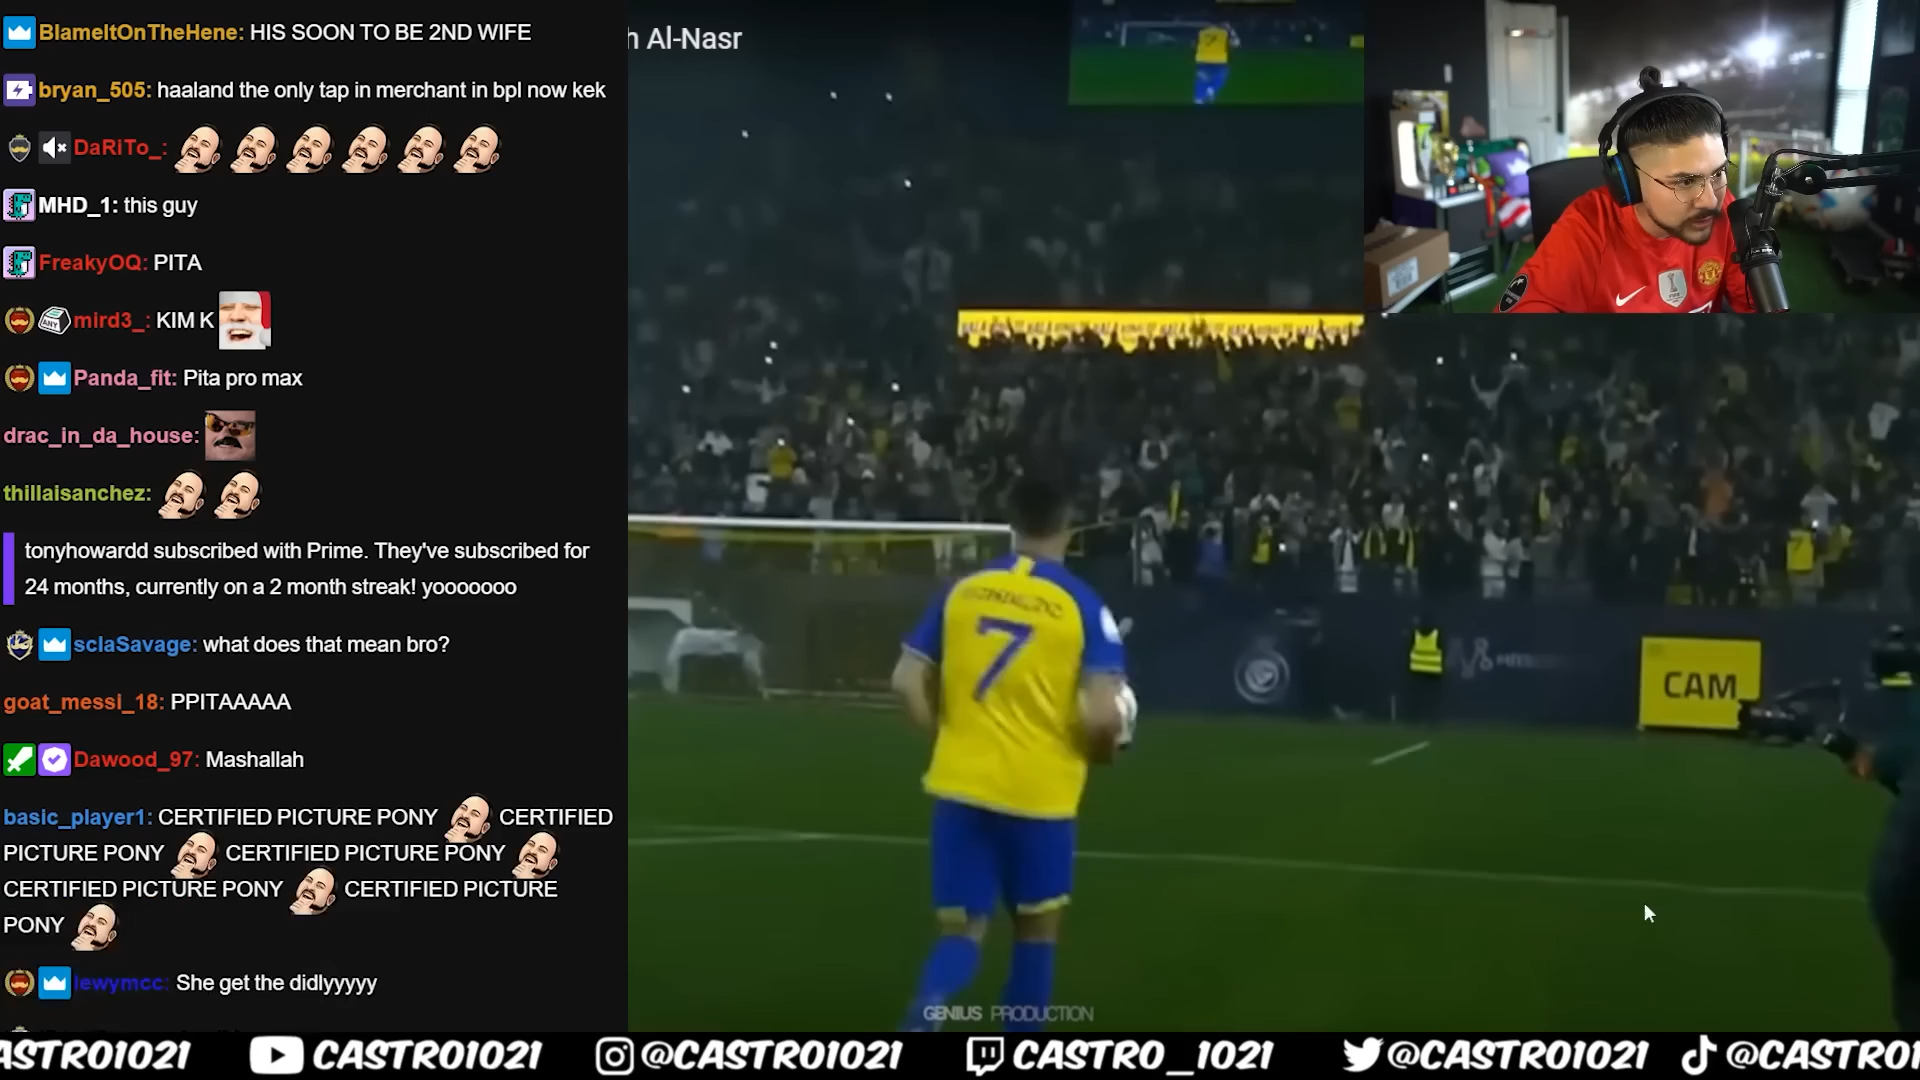 BlameItOnTheHene: HIS SOON TO BE 2ND WIFE
bryan_505: haaland the only tap in merchant in bpl now kek
DaRiTo_:
MHD_1: this guy
FreakyOQ: PITA
ANY mird3_: KIM K
Panda_fit: Pita pro max
drac_in_da_house:
thillaisanchez:
tonyhowardd subscribed with Prime. They've subscribed for
24 months, currently on a 2 month streak! yooooooo
sclaSavage: what does that mean bro?
goat_messi_18: PPITAAAAA
Dawood_97: Mashallah
basic_player1: CERTIFIED PICTURE PONY CERTIFIED
PICTURE PONY CERTIFIED PICTURE PONY
CERTIFIED PICTURE PONY CERTIFIED PICTURE
PONY
lewymcc: She get the didlyyyyy
h Al-Nasr
7
7
CAM
GENIUS PRODUCTION
ASTRO1021 CASTRO1021 @CASTRO1021 CASTRO_1021 @CASTRO1021 @CASTRO1